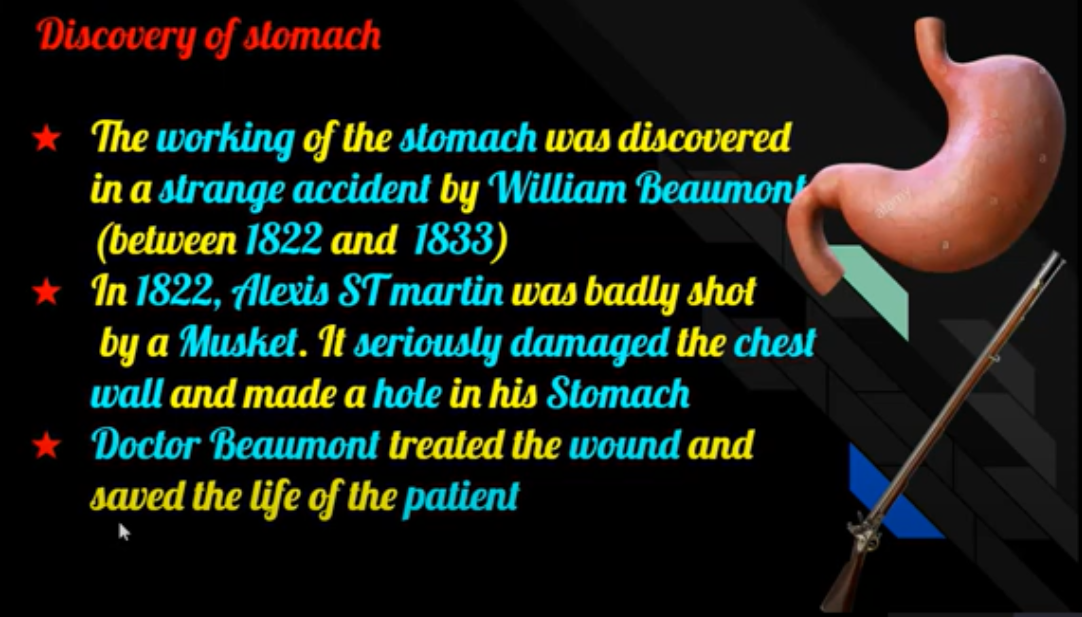 Discovery of stomach
★ The working of the stomach was discovered
in a strange accident by William Beaumont
(between 1822 and 1833)
★ In 1822, Alexis ST martin was badly shot
by a Musket. It seriously damaged the chest
wall and made a hole in his Stomach
★ Doctor Beaumont treated the wound and
saved the life of the patient
a
a
alamy
a
a